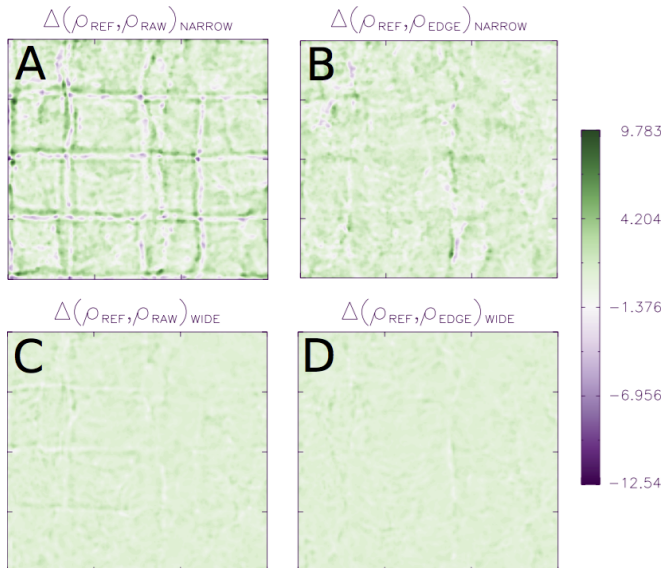 Δ(ρREF,ρRAW)NARROW
Δ(ρREF,ρEDGE)NARROW
A
B
9.783
4.204
-1.376
-6.956
-12.54
Δ(ρREF,ρRAW)WIDE
Δ(ρREF,ρEDGE)WIDE
C
D